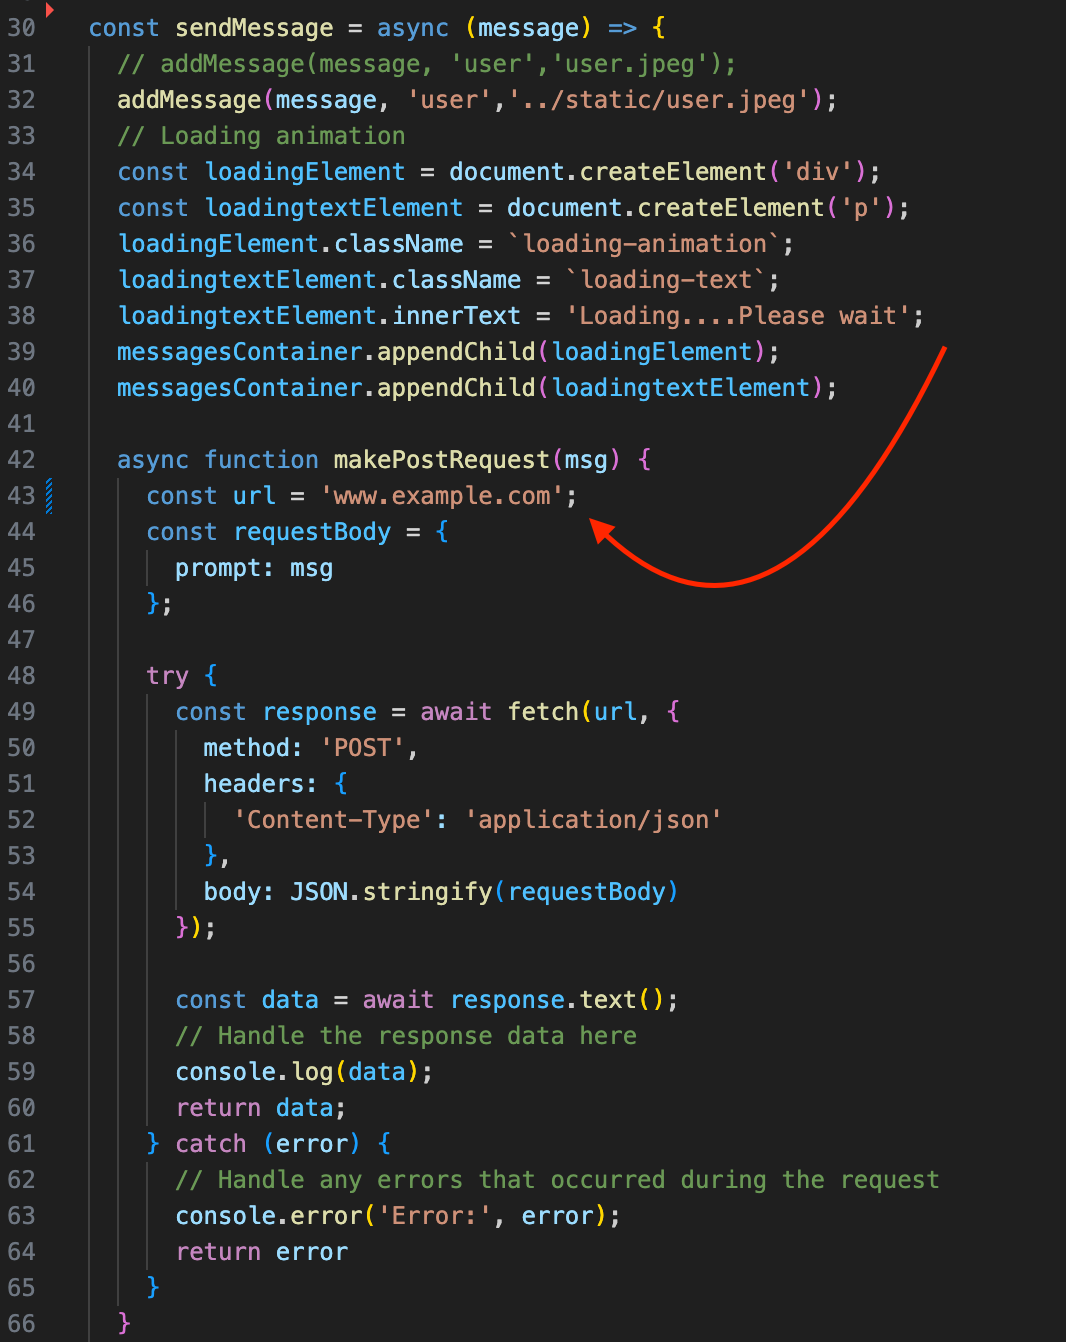 30 const sendMessage = async (message) => {
31 // addMessage(message, 'user','user.jpeg');
32 addMessage(message, 'user','../static/user.jpeg');
33 // Loading animation
34 const loadingElement = document.createElement('div');
35 const loadingtextElement = document.createElement('p');
36 loadingElement.className = `loading-animation`;
37 loadingtextElement.className = `loading-text`;
38 loadingtextElement.innerText = 'Loading....Please wait';
39 messagesContainer.appendChild(loadingElement);
40 messagesContainer.appendChild(loadingtextElement);
41
42 async function makePostRequest(msg) {
43 const url = 'www.example.com';
44 const requestBody = {
45 prompt: msg
46 };
47
48 try {
49 const response = await fetch(url, {
50 method: 'POST',
51 headers: {
52 'Content-Type': 'application/json'
53 },
54 body: JSON.stringify(requestBody)
55 });
56
57 const data = await response.text();
58 // Handle the response data here
59 console.log(data);
60 return data;
61 } catch (error) {
62 // Handle any errors that occurred during the request
63 console.error('Error:', error);
64 return error
65 }
66 }